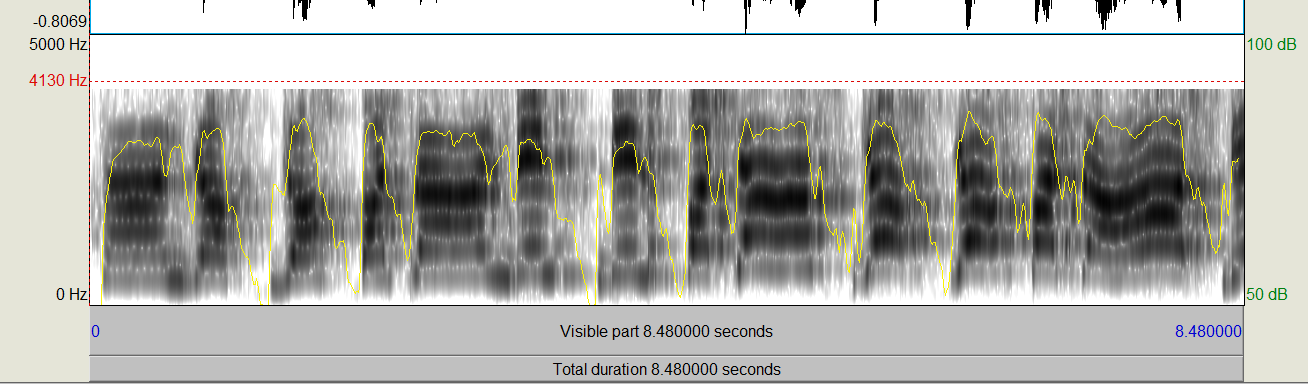 -0.8069
5000 Hz 100 dB
4130 Hz
0 Hz 50 dB
0 Visible part 8.480000 seconds 8.480000
Total duration 8.480000 seconds